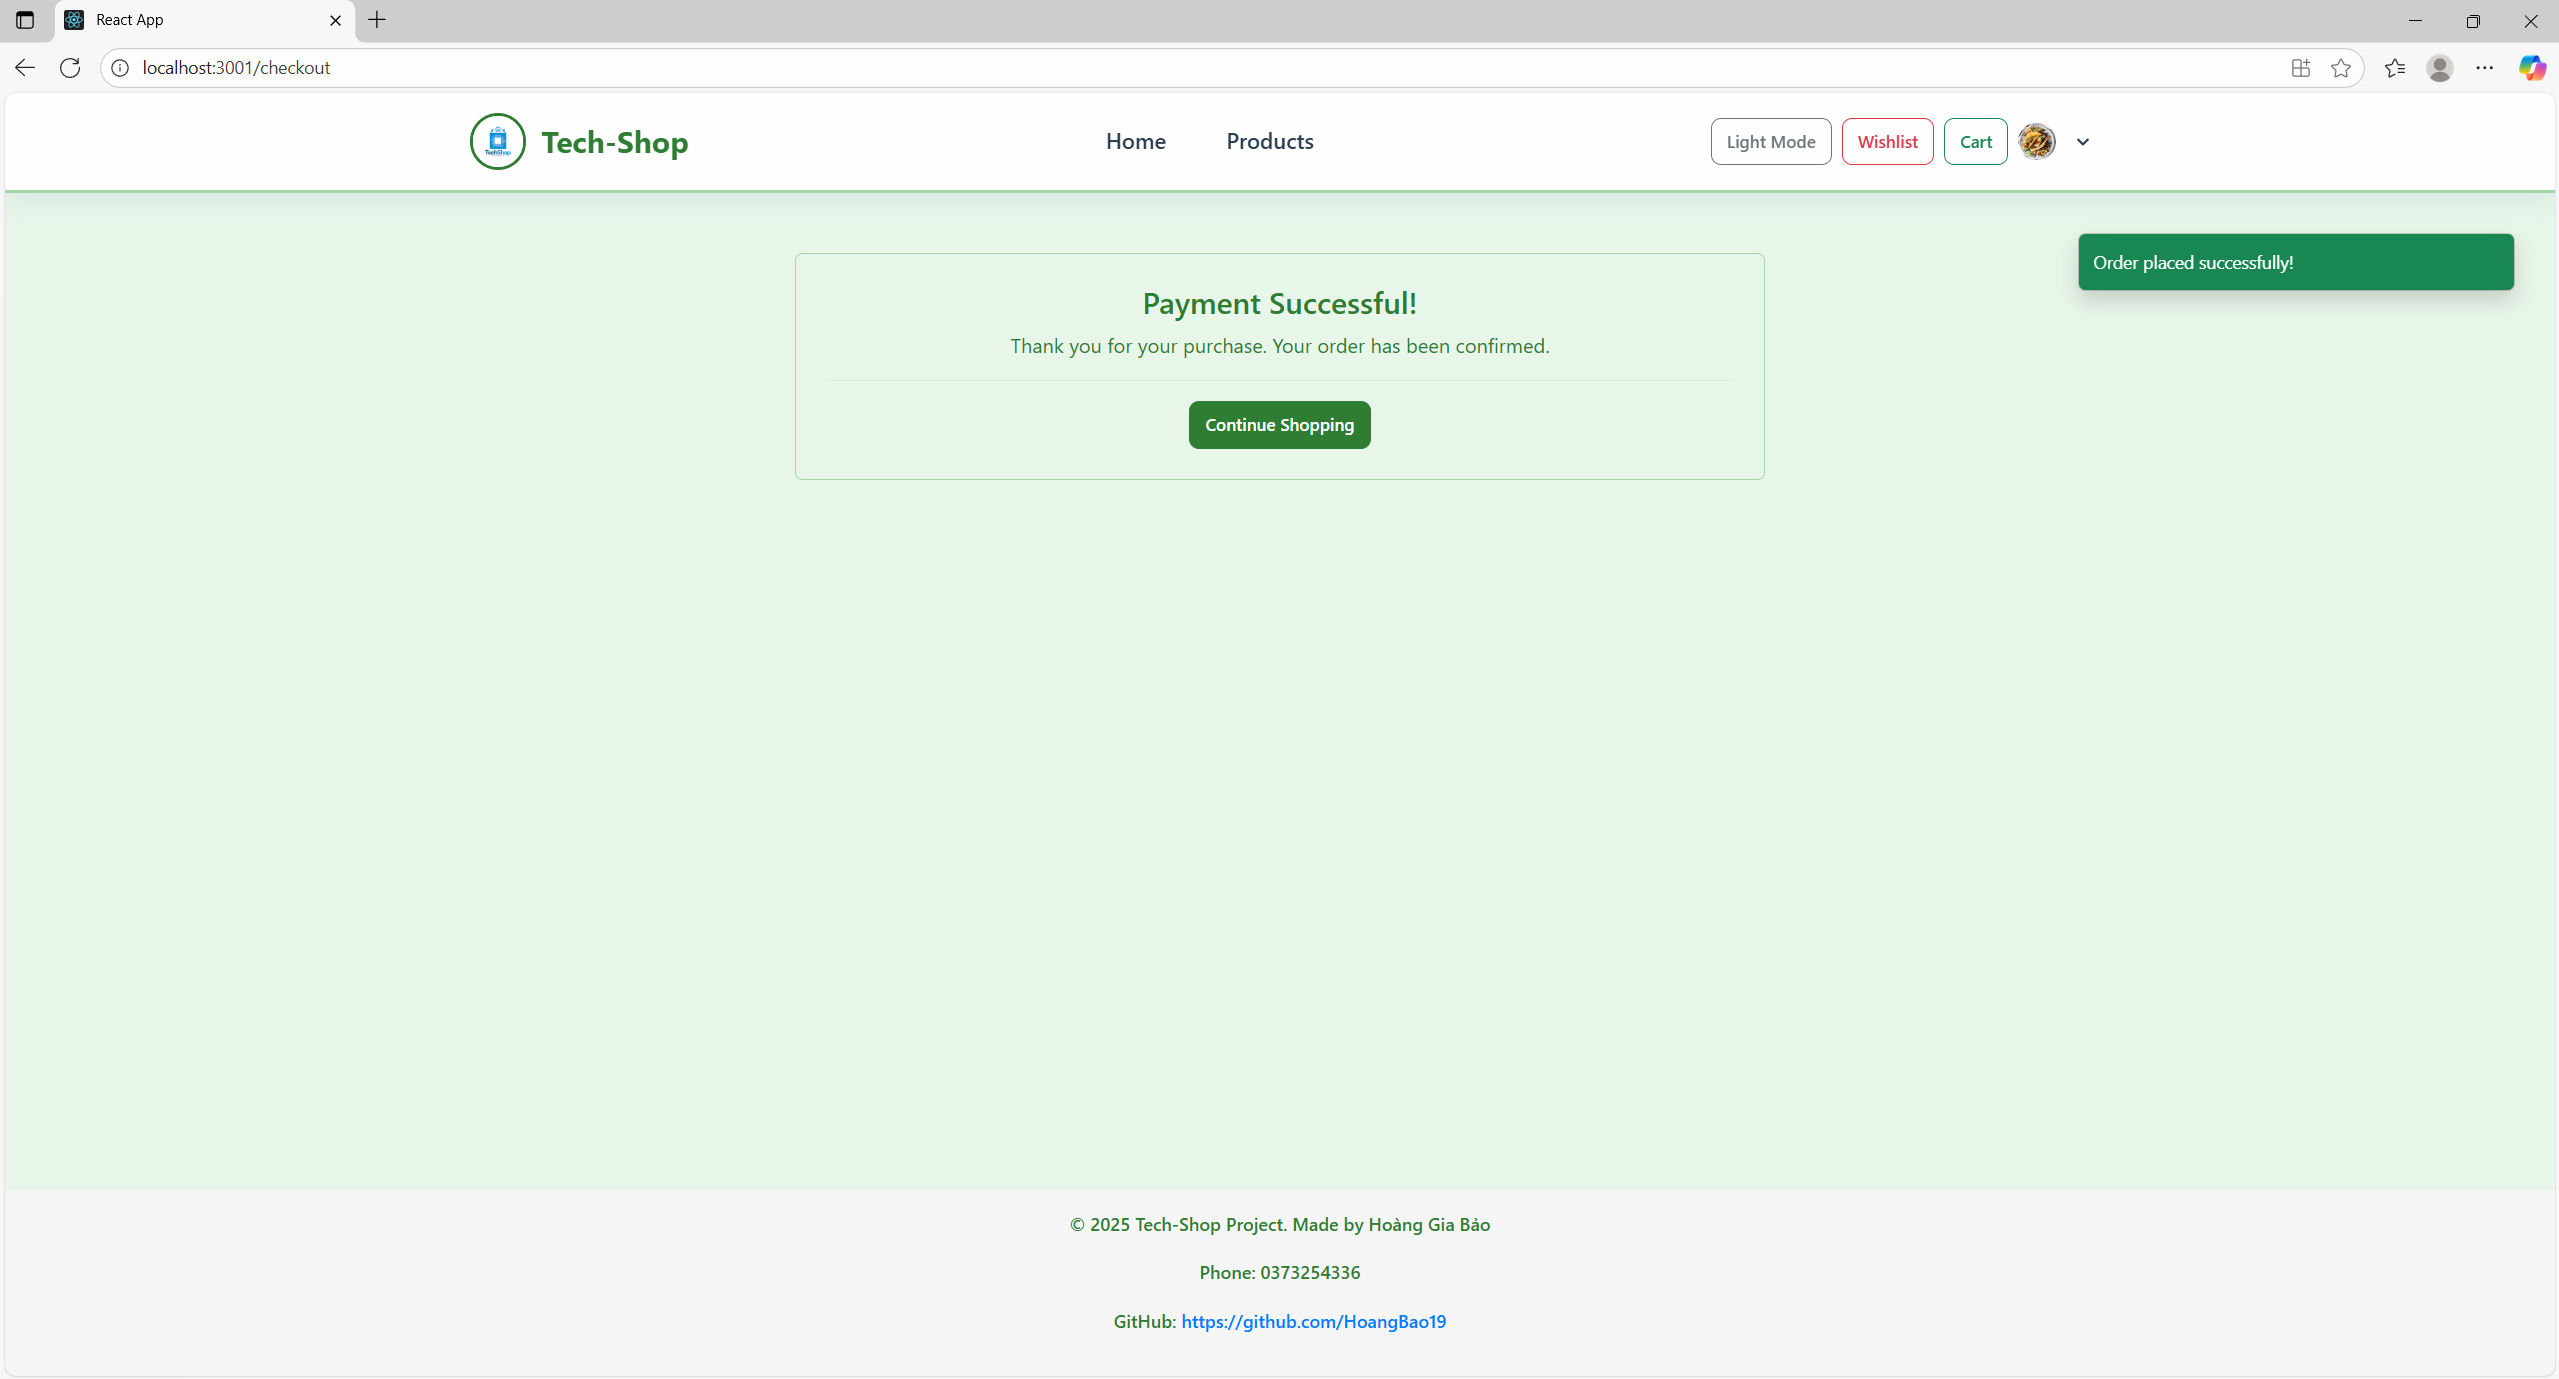 React App
localhost:3001/checkout
TechShop
Tech-Shop
Home
Products
Light Mode
Wishlist
Cart
Order placed successfully!
Payment Successful!
Thank you for your purchase. Your order has been confirmed.
Continue Shopping
© 2025 Tech-Shop Project. Made by Hoàng Gia Bảo
Phone: 0373254336
GitHub: https://github.com/HoangBao19